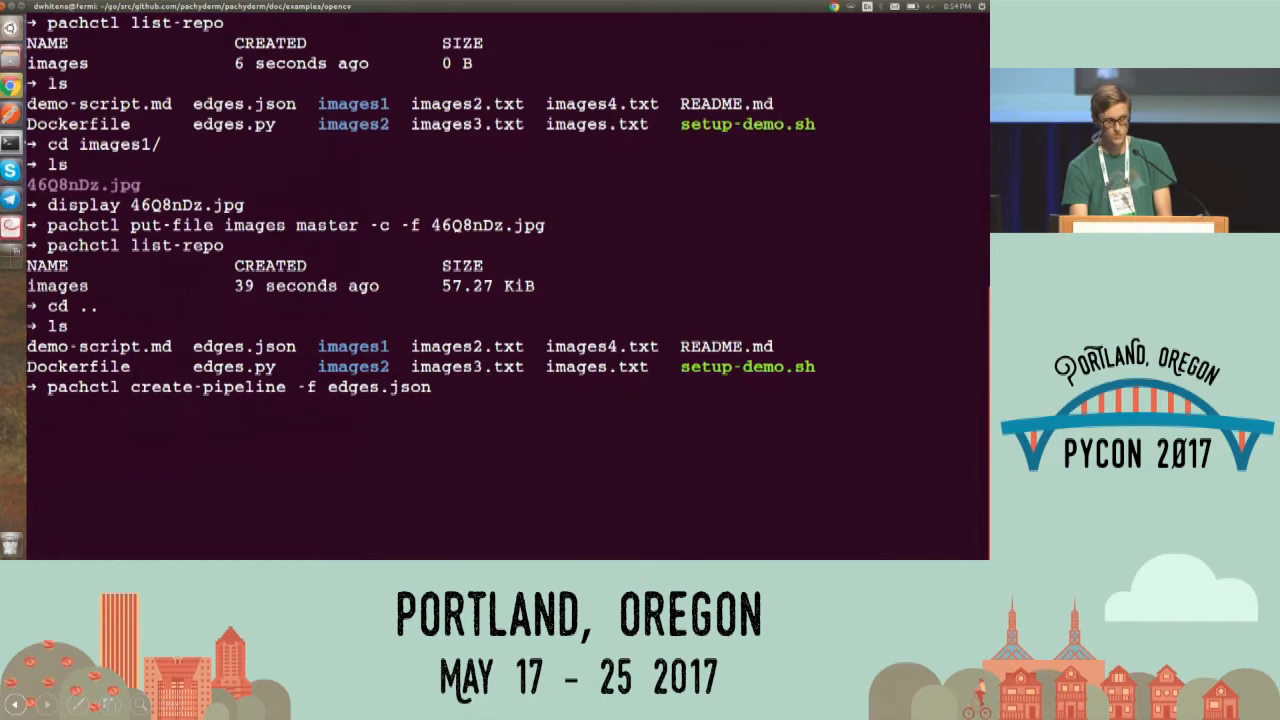 dwhitena@fermi: ~/go/src/github.com/pachyderm/pachyderm/doc/examples/opencv
En
8:54 PM
➜ pachctl list-repo
NAME CREATED SIZE
images 6 seconds ago 0 B
➜ ls
demo-script.md edges.json images1 images2.txt images4.txt README.md
Dockerfile edges.py images2 images3.txt images.txt setup-demo.sh
➜ cd images1/
➜ ls
46Q8nDz.jpg
➜ display 46Q8nDz.jpg
➜ pachctl put-file images master -c -f 46Q8nDz.jpg
➜ pachctl list-repo
NAME CREATED SIZE
images 39 seconds ago 57.27 KiB
➜ cd ..
➜ ls
demo-script.md edges.json images1 images2.txt images4.txt README.md
Dockerfile edges.py images2 images3.txt images.txt setup-demo.sh
➜ pachctl create-pipeline -f edges.json
PORTLAND, OREGON
PYCON 2017
PORTLAND, OREGON
MAY 17 - 25 2017